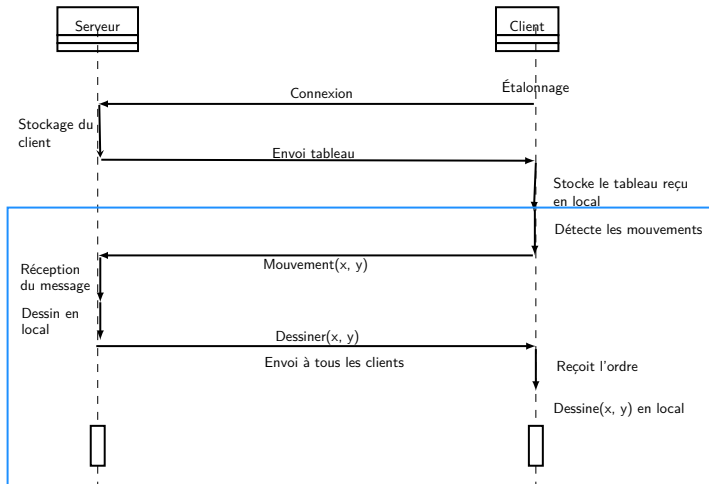 Serveur
Client
Étalonnage
Connexion
Stockage du
client
Envoi tableau
Stocke le tableau reçu
en local
Détecte les mouvements
Mouvement(x, y)
Réception
du message
Dessin en
local
Dessiner(x, y)
Envoi à tous les clients
Reçoit l'ordre
Dessine(x, y) en local